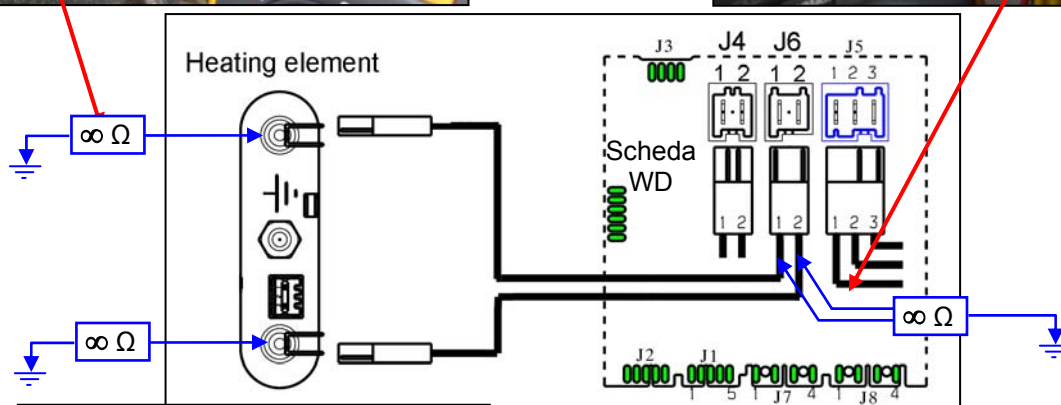 Heating element
J3 J4 J6 J5
1 2 1 2 1 2 3
∞ Ω
Scheda
WD
1 2 1 2 1 2 3
∞ Ω
∞ Ω
J2 J1
1 5 1 J7 4 1 J8 4